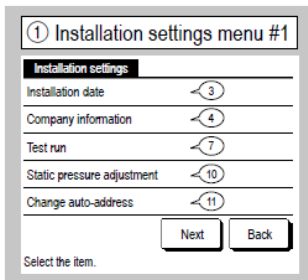 ① Installation settings menu #1
Installation settings
Installation date ③
Company information ④
Test run ⑦
Static pressure adjustment ⑩
Change auto-address ⑪
Next Back
Select the item.